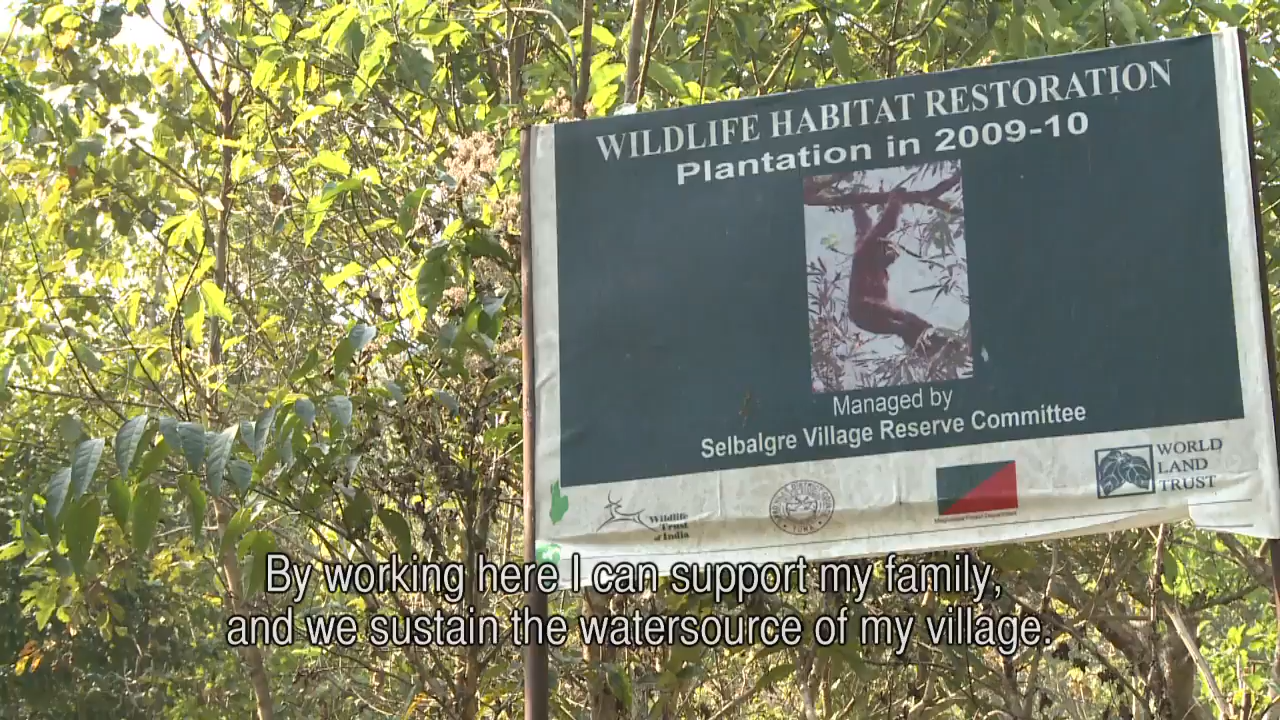 WILDLIFE HABITAT RESTORATION
Plantation in 2009-10
Managed by
Selbalgre Village Reserve Committee
Wildlife
Trust
of India
WORLD
LAND
TRUST
By working here I can support my family,
and we sustain the watersource of my village.